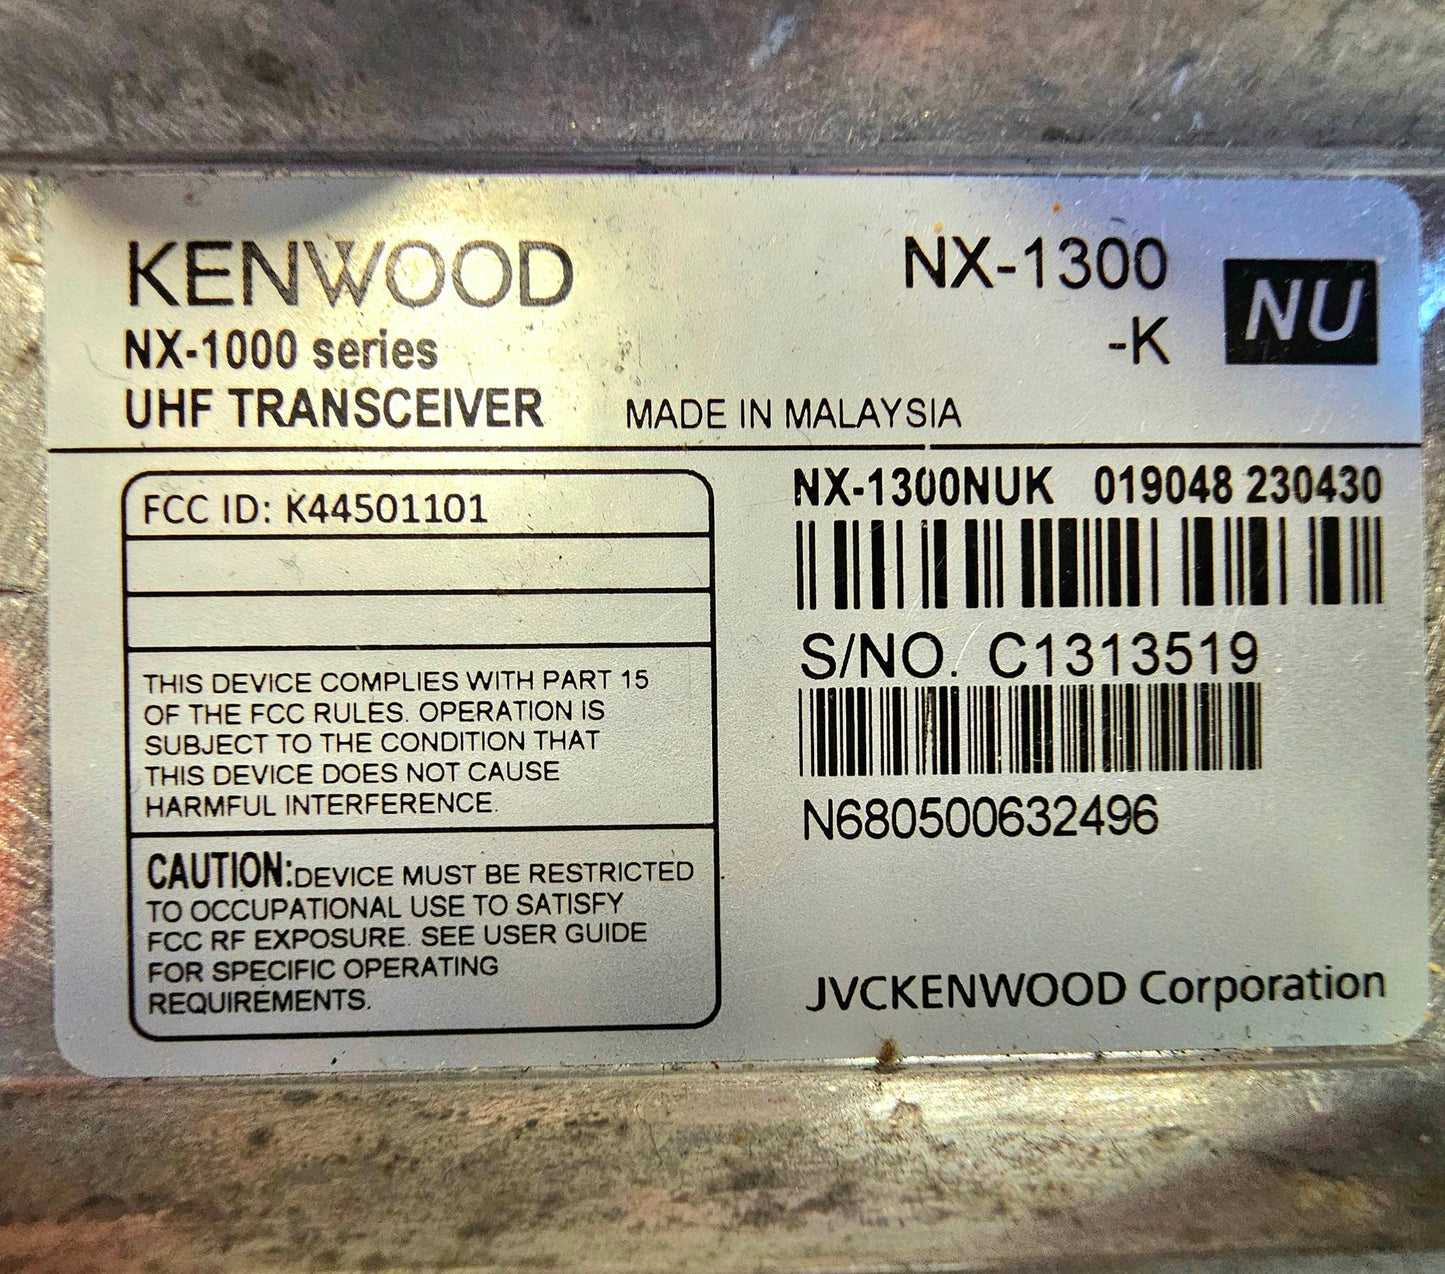 KENWOOD
NX-1000 series
UHF TRANSCEIVER
MADE IN MALAYSIA
NX-1300
-K
NU
FCC ID: K44501101
THIS DEVICE COMPLIES WITH PART 15
OF THE FCC RULES. OPERATION IS
SUBJECT TO THE CONDITION THAT
THIS DEVICE DOES NOT CAUSE
HARMFUL INTERFERENCE.
CAUTION:DEVICE MUST BE RESTRICTED
TO OCCUPATIONAL USE TO SATISFY
FCC RF EXPOSURE. SEE USER GUIDE
FOR SPECIFIC OPERATING
REQUIREMENTS.
NX-1300NUK 019048 230430
S/NO. C1313519
N680500632496
JVCKENWOOD Corporation